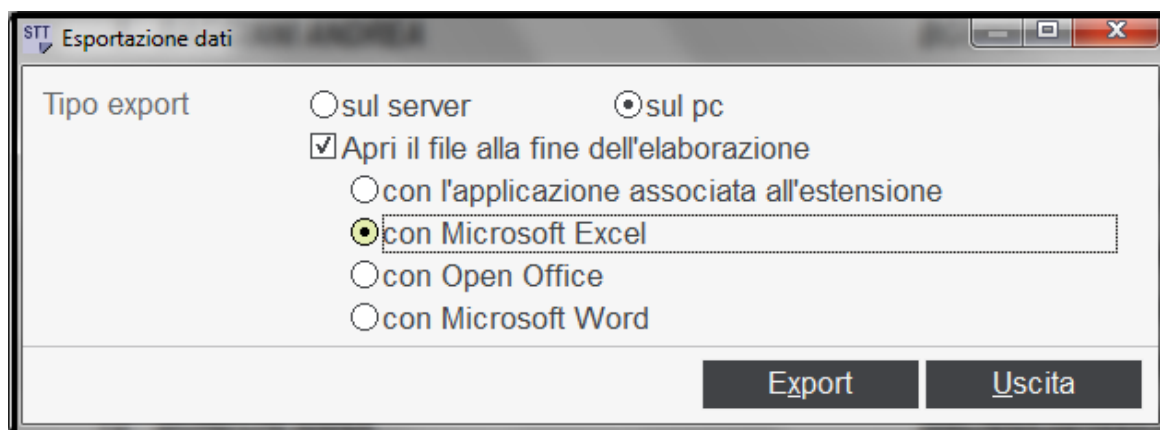 STT Esportazione dati
Tipo export sul server sul pc
Apri il file alla fine dell'elaborazione
con l'applicazione associata all'estensione
con Microsoft Excel
con Open Office
con Microsoft Word
Export Uscita